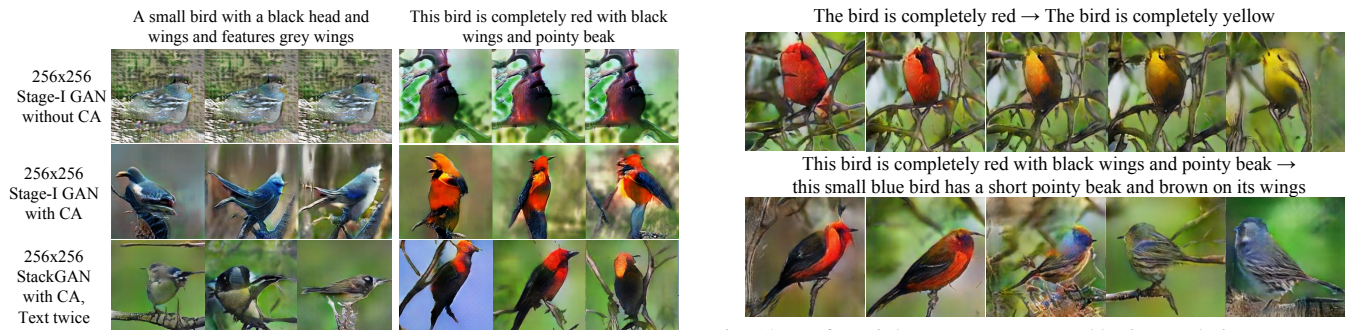 A small bird with a black head and
wings and features grey wings
This bird is completely red with black
wings and pointy beak
256x256
Stage-I GAN
without CA
256x256
Stage-I GAN
with CA
256x256
StackGAN
with CA,
Text twice
The bird is completely red → The bird is completely yellow
This bird is completely red with black wings and pointy beak →
this small blue bird has a short pointy beak and brown on its wings